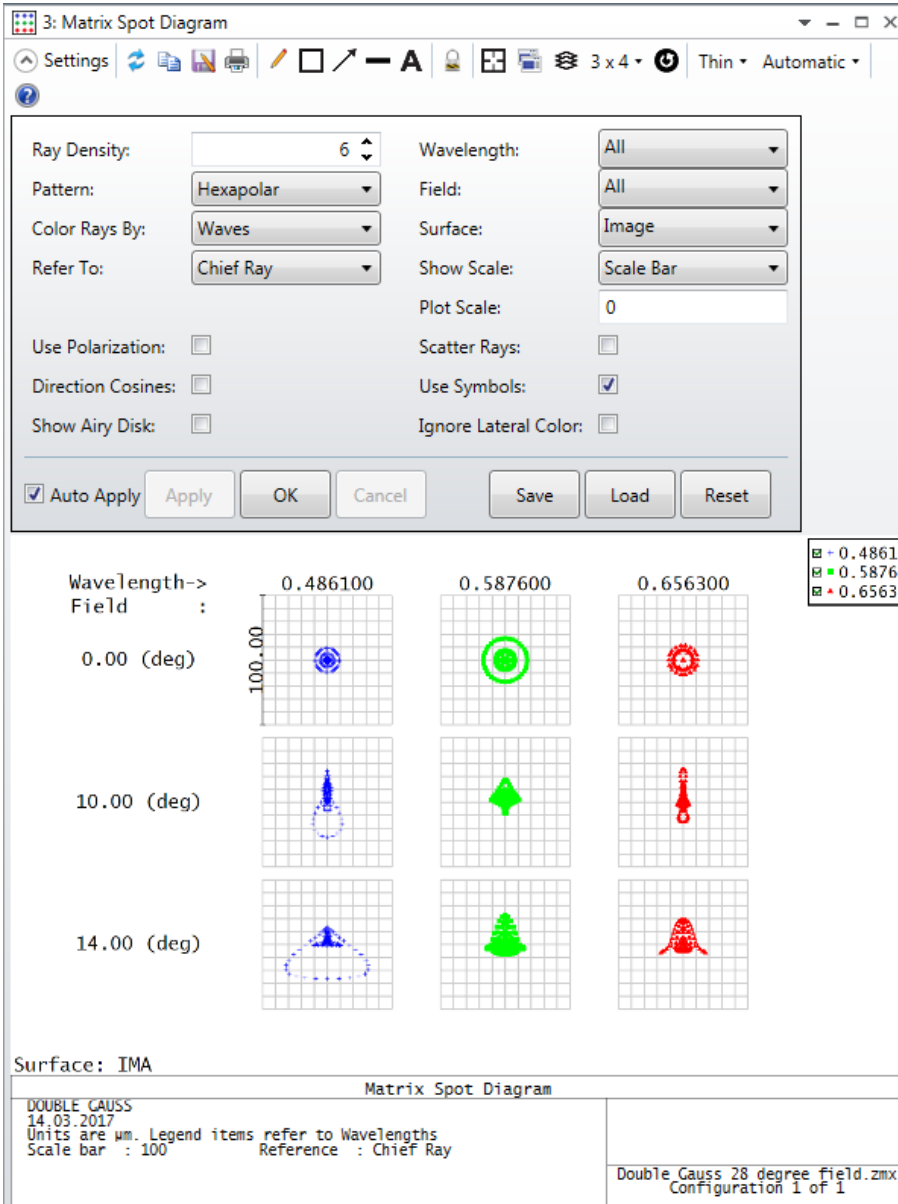 3: Matrix Spot Diagram
Settings A 3 x 4 Thin Automatic
?
Ray Density: 6 Wavelength: All
Pattern: Hexapolar Field: All
Color Rays By: Waves Surface: Image
Refer To: Chief Ray Show Scale: Scale Bar
Plot Scale: 0
Use Polarization: Scatter Rays:
Direction Cosines: Use Symbols:
Show Airy Disk: Ignore Lateral Color:
Auto Apply Apply OK Cancel Save Load Reset
0.4861
0.5876
0.6563
Wavelength-> 0.486100 0.587600 0.656300
Field :
100.00
0.00 (deg)
10.00 (deg)
14.00 (deg)
Surface: IMA
Matrix Spot Diagram
DOUBLE GAUSS
14.03.2017
Units are µm. Legend items refer to Wavelengths
Scale bar : 100 Reference : Chief Ray
Double Gauss 28 degree field.zmx
Configuration 1 of 1